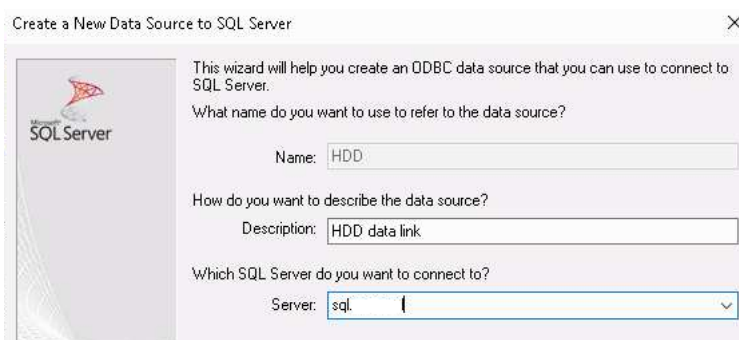 Create a New Data Source to SQL Server
This wizard will help you create an ODBC data source that you can use to connect to
SQL Server.
What name do you want to use to refer to the data source?
Microsoft
SQL Server
Name: HDD
How do you want to describe the data source?
Description: HDD data link
Which SQL Server do you want to connect to?
Server: sql.